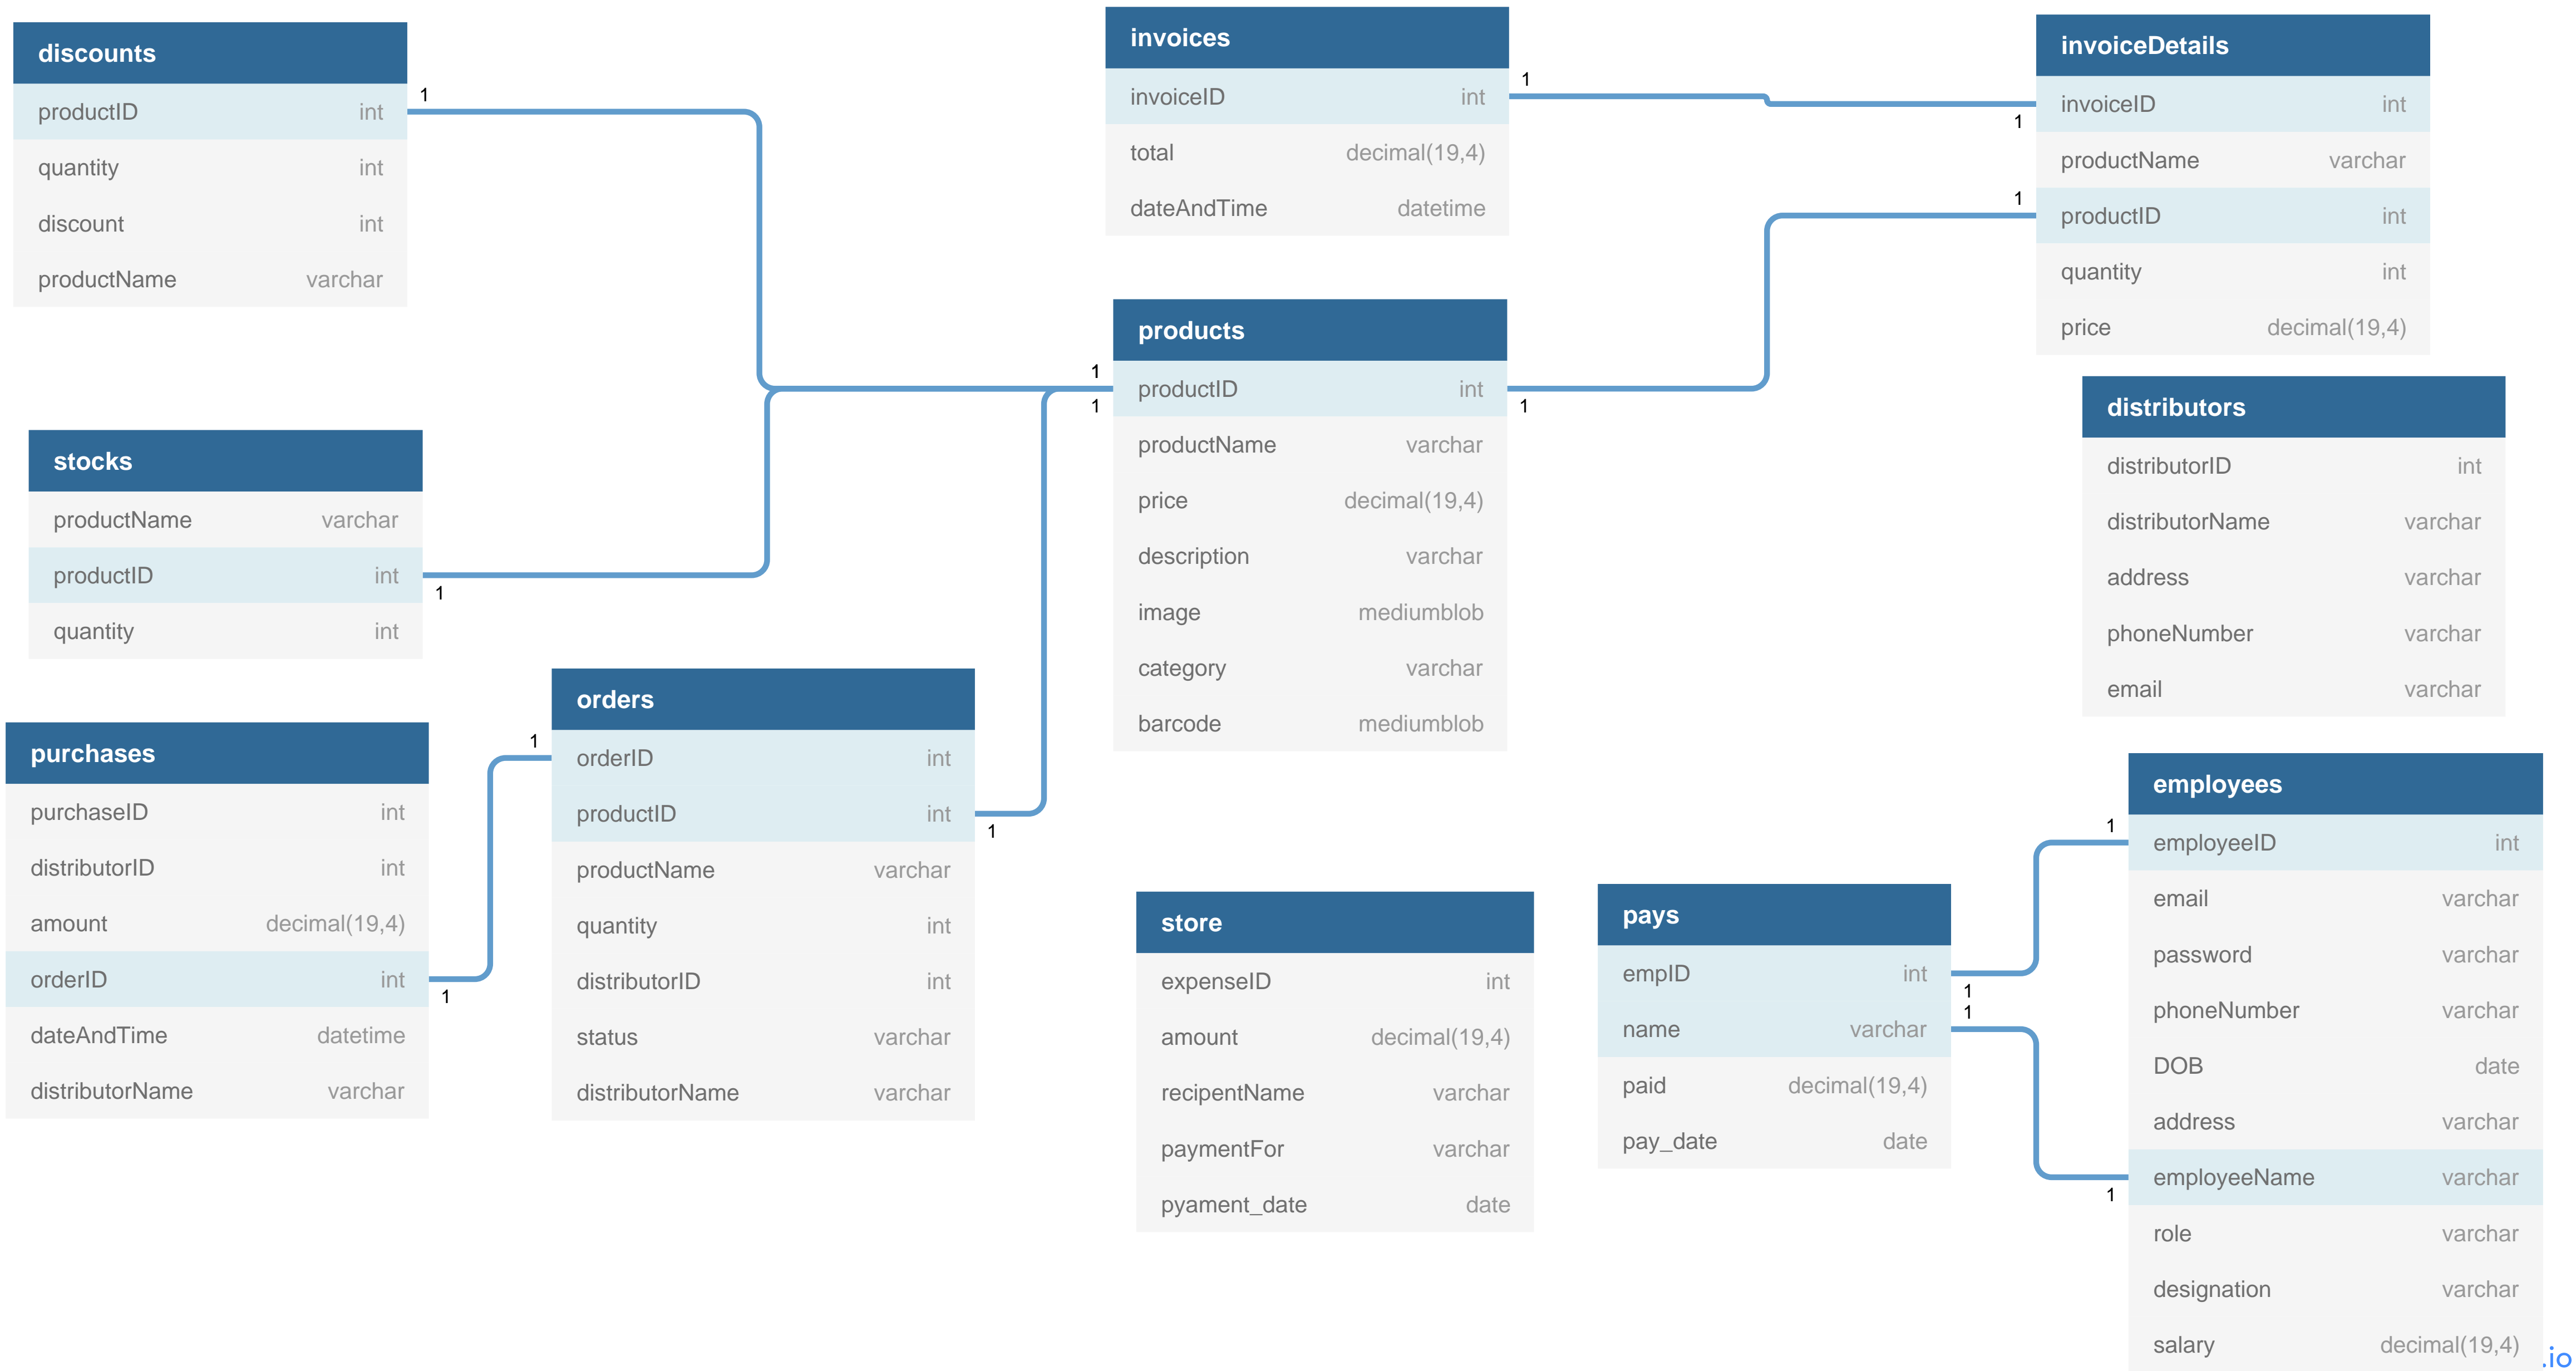 discounts
productID int
quantity int
discount int
productName varchar
1
invoices
invoiceID int
total decimal(19,4)
dateAndTime datetime
1
invoiceDetails
invoiceID int
productName varchar
productID int
quantity int
price decimal(19,4)
1
1
products
productID int
productName varchar
price decimal(19,4)
description varchar
image mediumblob
category varchar
barcode mediumblob
1
1
1
distributors
distributorID int
distributorName varchar
address varchar
phoneNumber varchar
email varchar
stocks
productName varchar
productID int
quantity int
1
purchases
purchaseID int
distributorID int
amount decimal(19,4)
orderID int
dateAndTime datetime
distributorName varchar
1
orders
orderID int
productID int
productName varchar
quantity int
distributorID int
status varchar
distributorName varchar
1
1
store
expenseID int
amount decimal(19,4)
recipentName varchar
paymentFor varchar
pyament_date date
pays
empID int
name varchar
paid decimal(19,4)
pay_date date
1
1
employees
employeeID int
email varchar
password varchar
phoneNumber varchar
DOB date
address varchar
employeeName varchar
role varchar
designation varchar
salary decimal(19,4)
1
1
.io